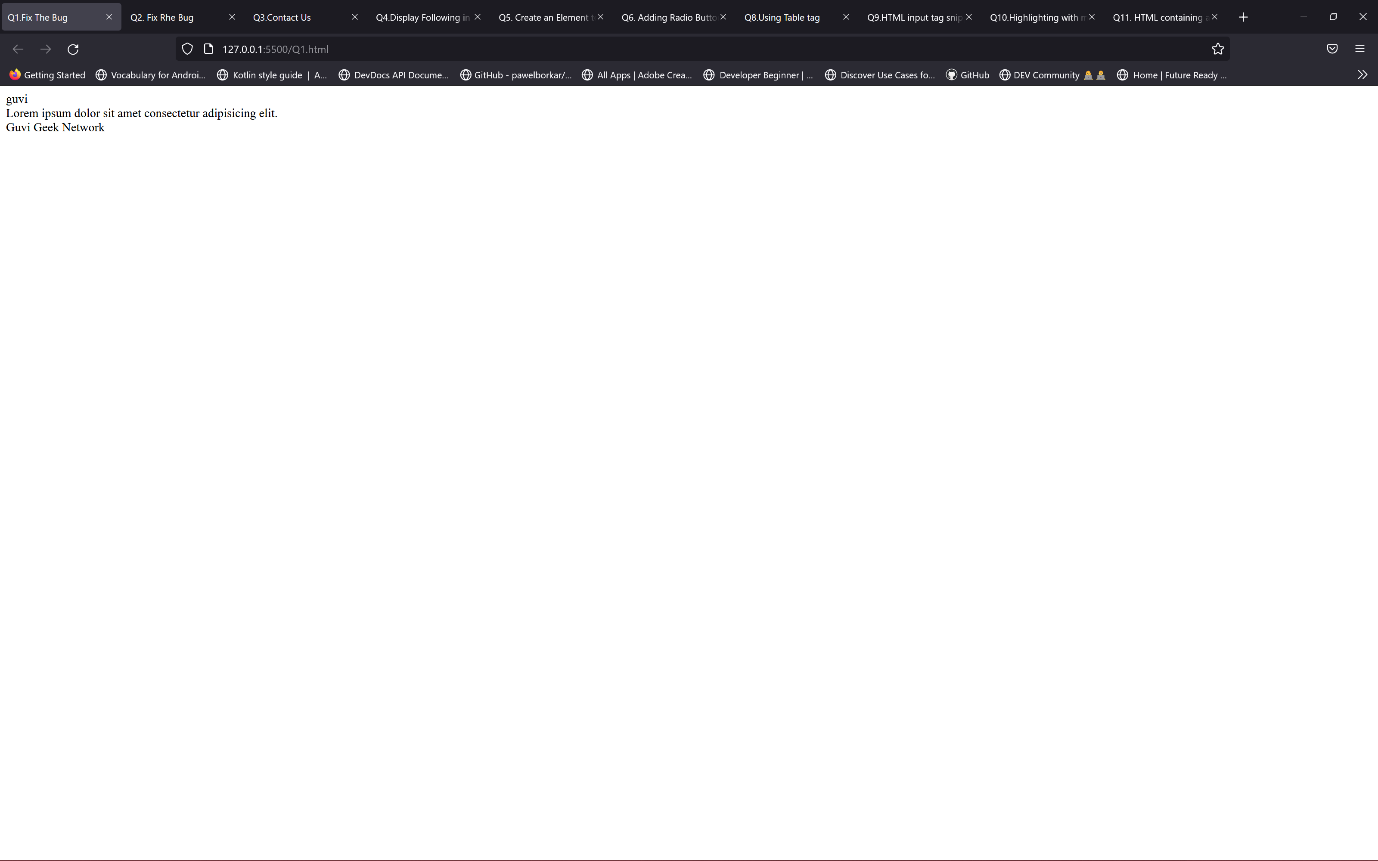 Q1.Fix The Bug
Q2. Fix Rhe Bug
Q3.Contact Us
Q4.Display Following in
Q5. Create an Element t
Q6. Adding Radio Butto
Q8.Using Table tag
Q9.HTML input tag snip
Q10.Highlighting with m
Q11. HTML containing a
127.0.0.1:5500/Q1.html
Getting Started
Vocabulary for Androi...
Kotlin style guide | A...
DevDocs API Docume...
GitHub - pawelborkar/...
All Apps | Adobe Crea...
Developer Beginner | ...
Discover Use Cases fo...
GitHub
DEV Community
Home | Future Ready ...
guvi
Lorem ipsum dolor sit amet consectetur adipisicing elit.
Guvi Geek Network